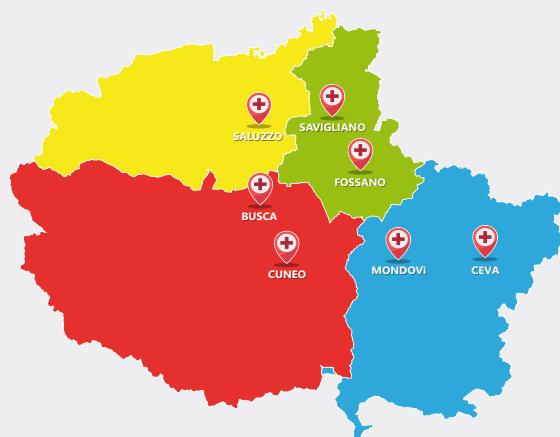 SAVIGLIANO
SALUZZO
FOSSANO
BUSCA
CUNEO
MONDOVì
CEVA